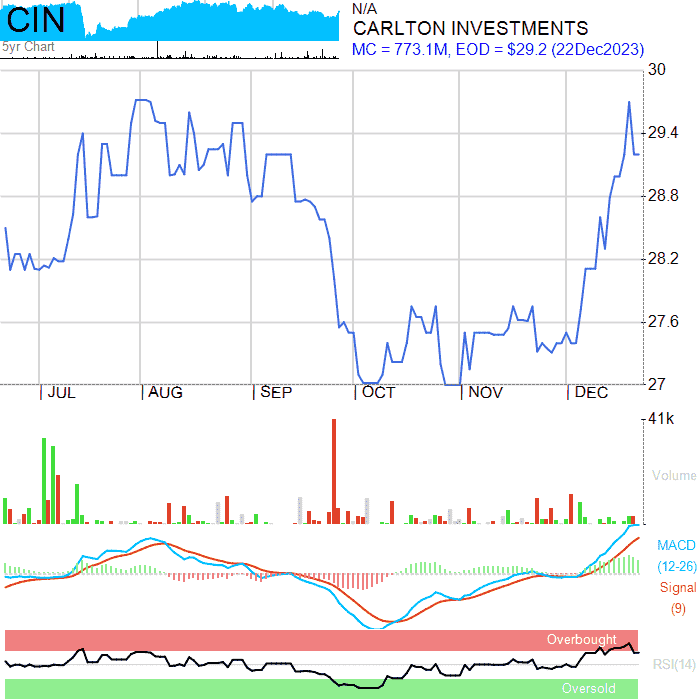 CIN
5yr Chart
N/A
CARLTON INVESTMENTS
MC = 773.1M, EOD = $29.2 (22Dec2023)
30
29.4
28.8
28.2
27.6
27
JUL AUG SEP OCT NOV DEC
41k
Volume
MACD
(12-26)
Signal
(9)
Overbought
RSI(14)
Oversold